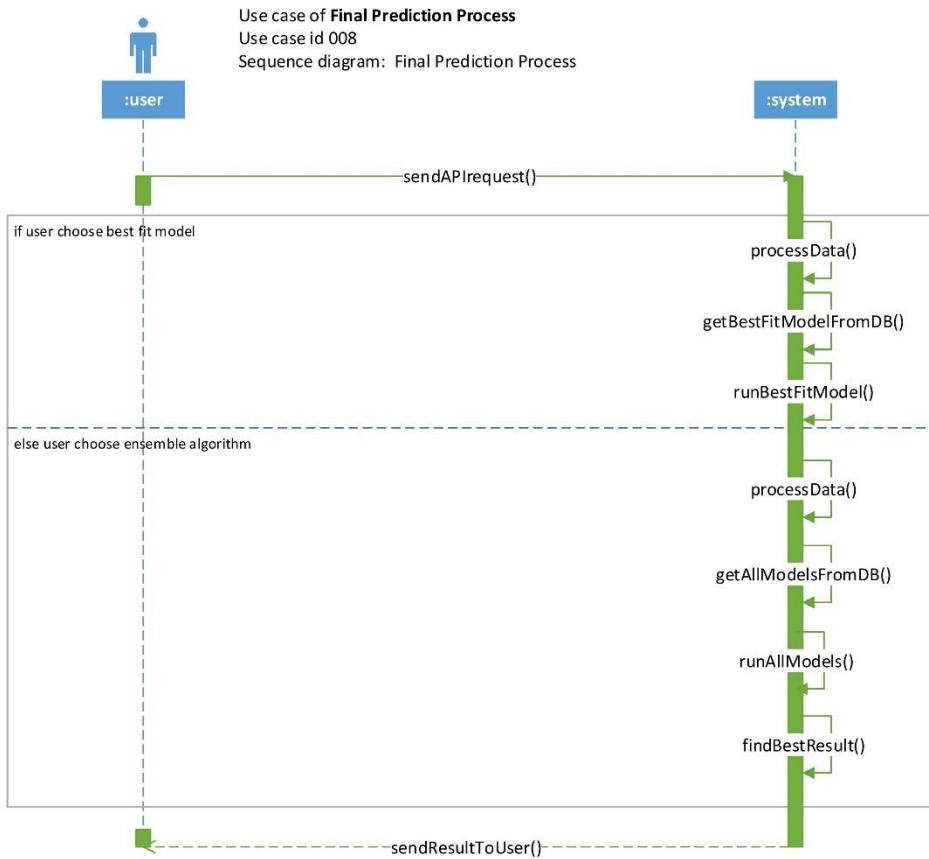 Use case of Final Prediction Process
Use case id 008
Sequence diagram: Final Prediction Process
:user
:system
sendAPIrequest()
if user choose best fit model
processData()
getBestFitModelFromDB()
runBestFitModel()
else user choose ensemble algorithm
processData()
getAllModelsFromDB()
runAllModels()
findBestResult()
sendResultToUser()